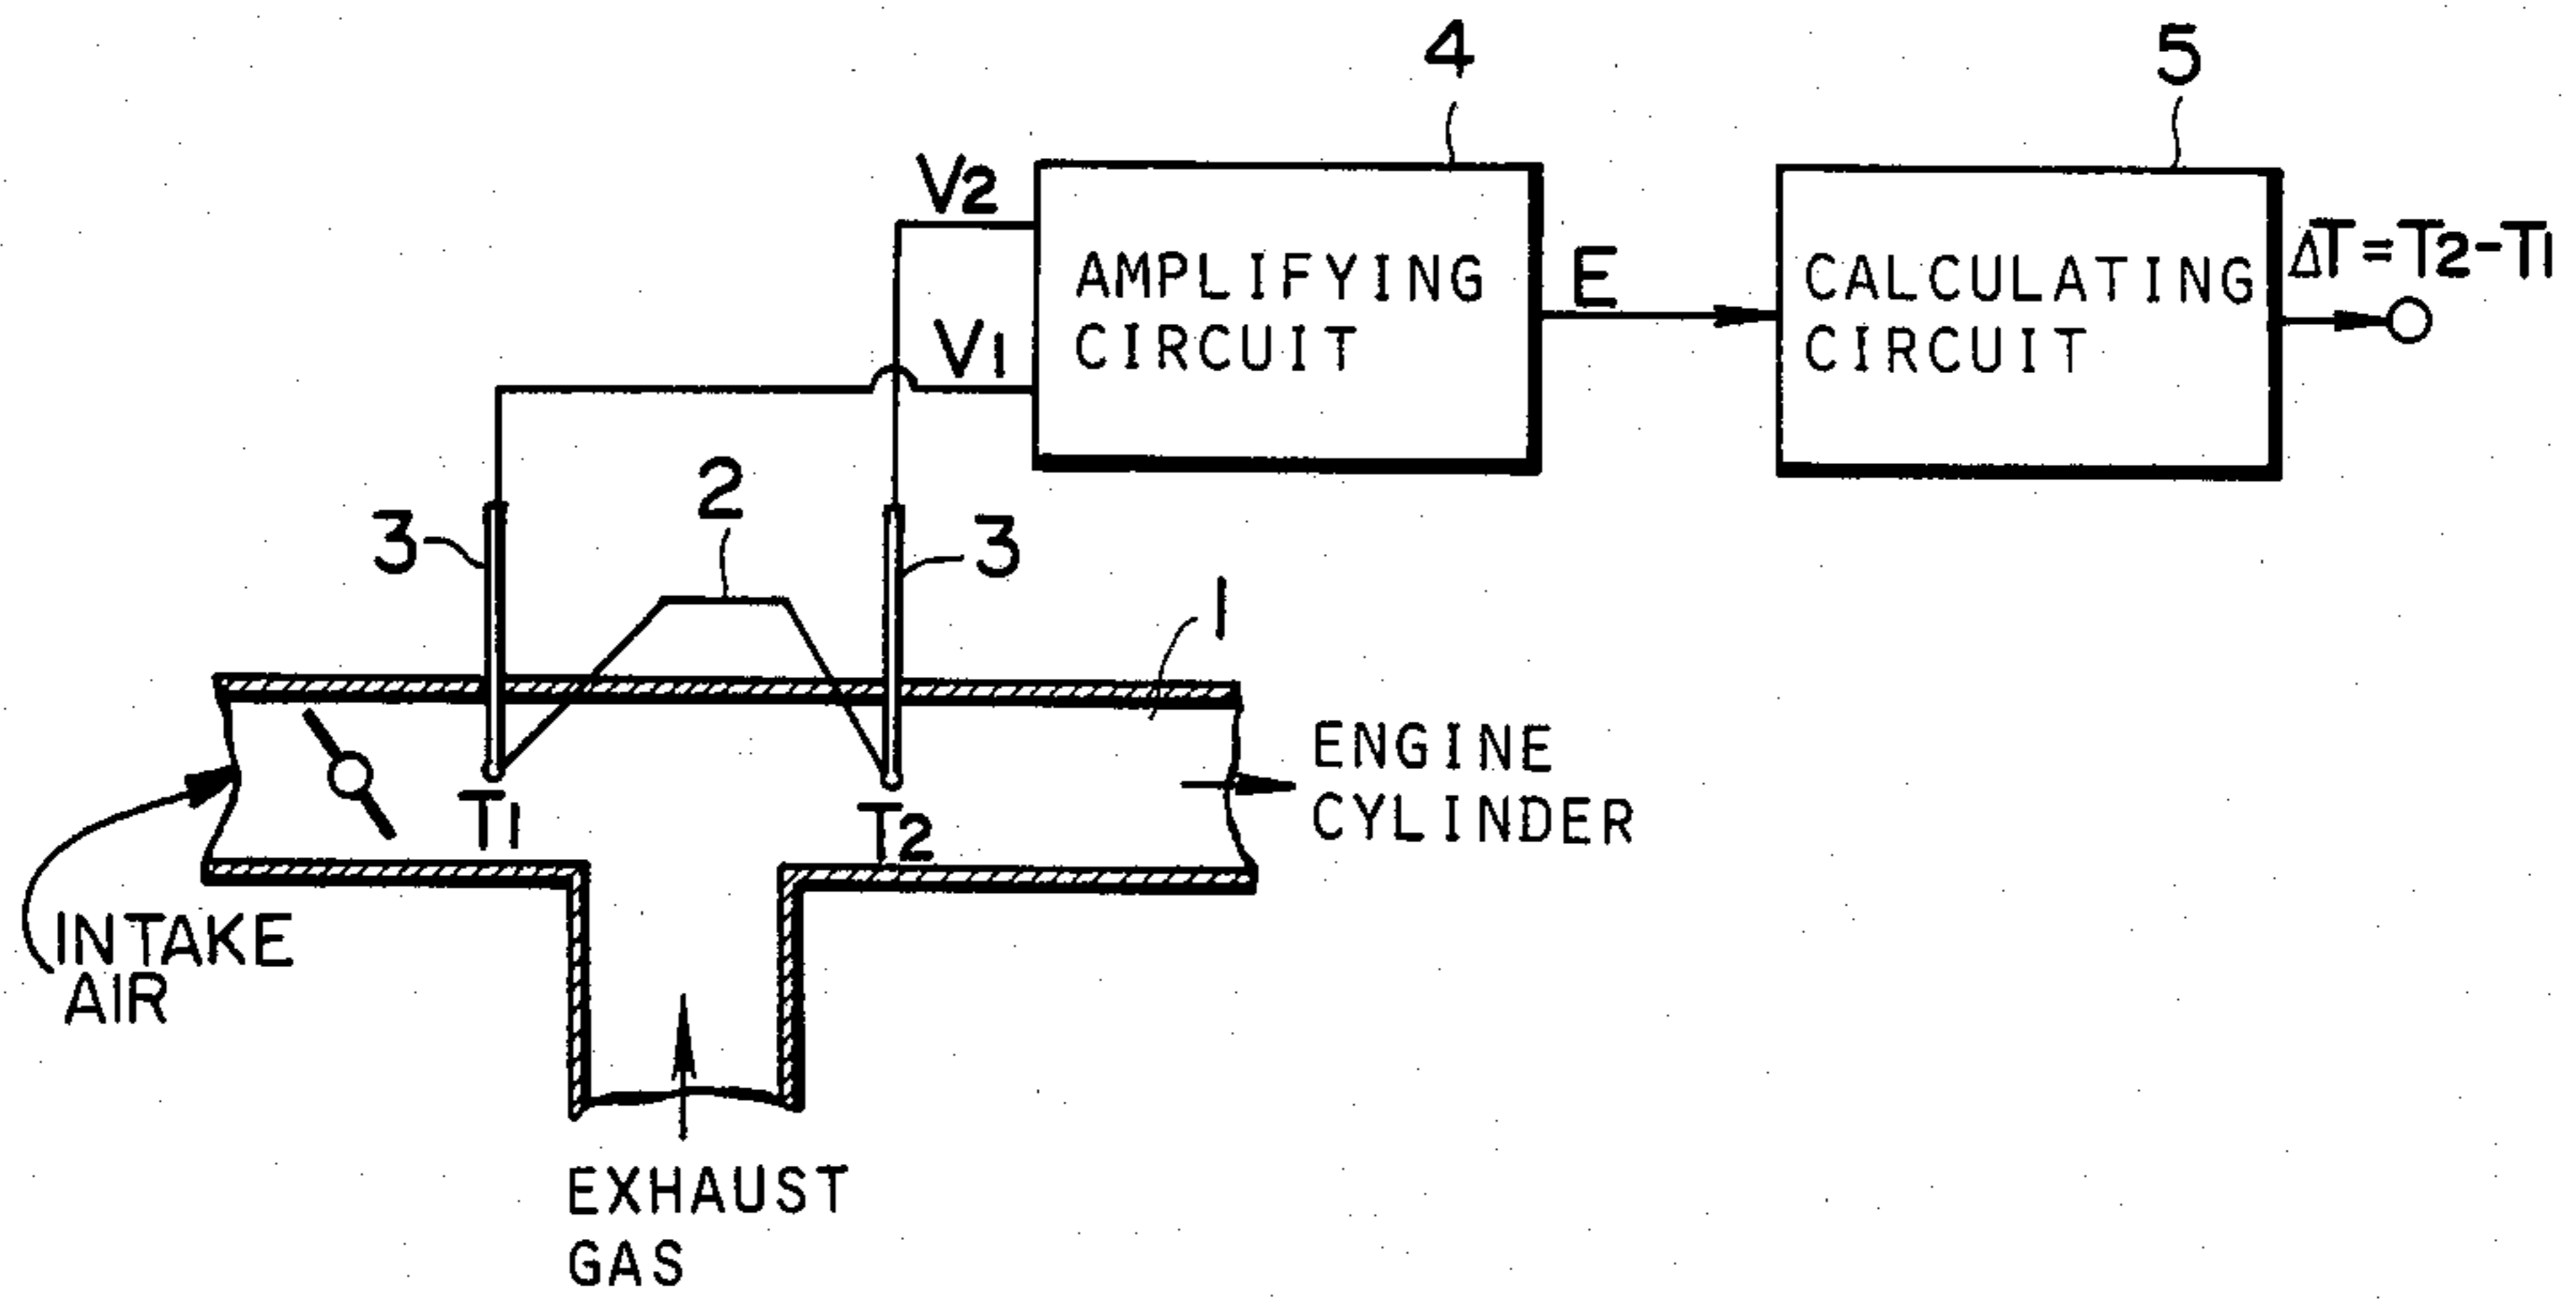 4
5
V2
AMPLIFYING
CIRCUIT
E
CALCULATING
CIRCUIT
ΔT=T2-T1
V1
2
3
3
1
T1
T2
ENGINE
CYLINDER
INTAKE
AIR
EXHAUST
GAS